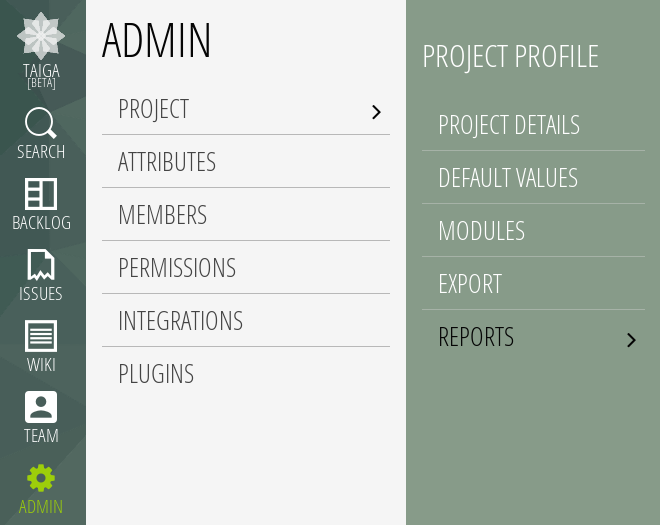 TAIGA
[BETA]
SEARCH
BACKLOG
ISSUES
WIKI
TEAM
ADMIN
ADMIN
PROJECT
ATTRIBUTES
MEMBERS
PERMISSIONS
INTEGRATIONS
PLUGINS
PROJECT PROFILE
PROJECT DETAILS
DEFAULT VALUES
MODULES
EXPORT
REPORTS